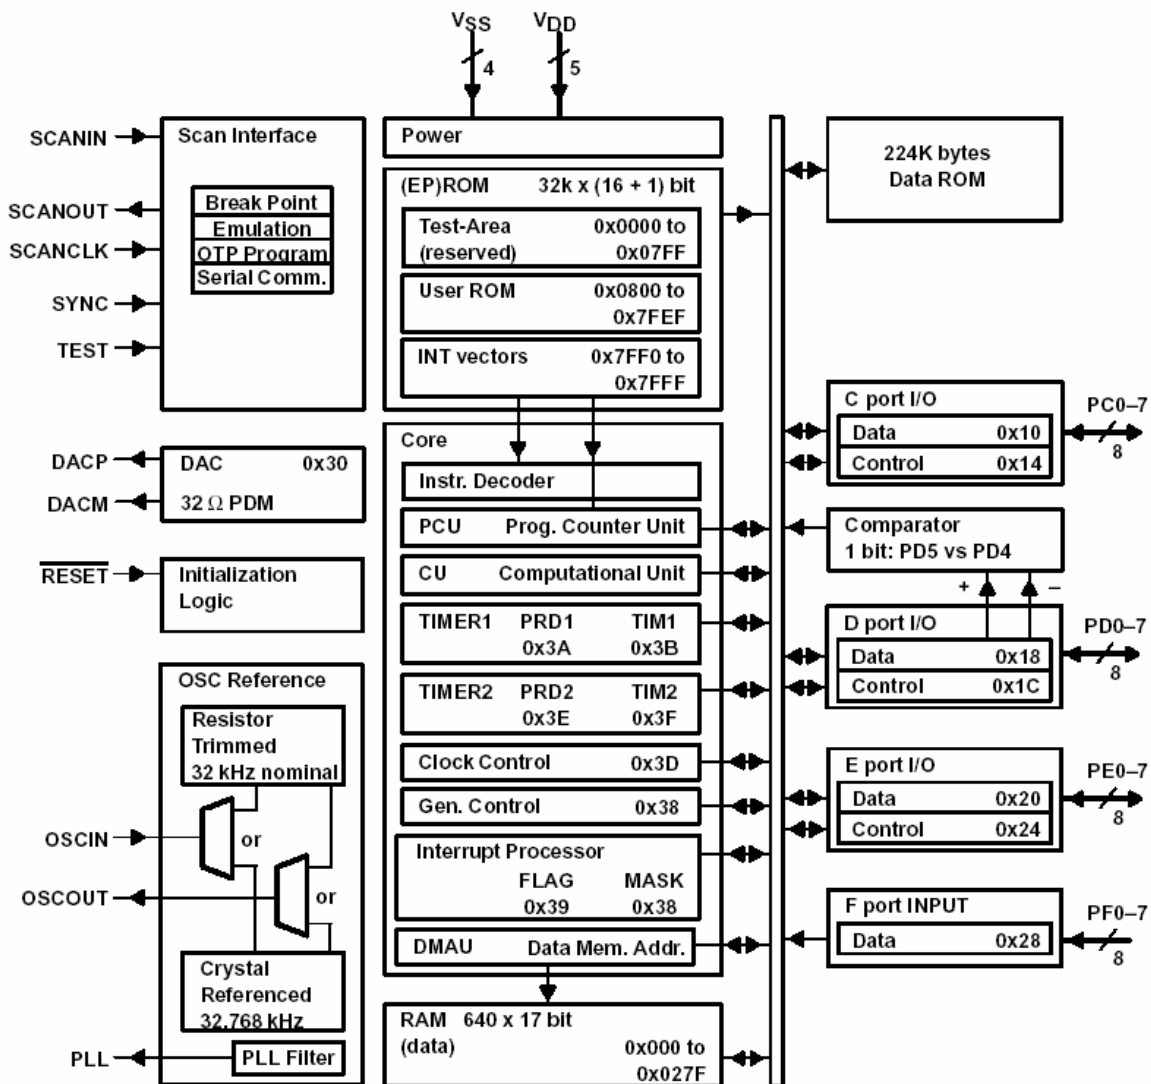 VSS VDD
4 5
SCANIN
SCANOUT
SCANCLK
SYNC
TEST
Scan Interface
Break Point
Emulation
OTP Program
Serial Comm.
DACP
DACM
DAC 0x30
32 Ω PDM
RESET
Initialization
Logic
OSC Reference
Resistor
Trimmed
32 kHz nominal
OSCIN
or
OSCOUT
or
Crystal
Referenced
32.768 kHz
PLL
PLL Filter
Power
(EP)ROM 32k x (16 + 1) bit
Test-Area 0x0000 to
(reserved) 0x07FF
User ROM 0x0800 to
0x7FEF
INT vectors 0x7FF0 to
0x7FFF
Core
Instr. Decoder
PCU Prog. Counter Unit
CU Computational Unit
TIMER1 PRD1 TIM1
0x3A 0x3B
TIMER2 PRD2 TIM2
0x3E 0x3F
Clock Control 0x3D
Gen. Control 0x38
Interrupt Processor
FLAG MASK
0x39 0x38
DMAU Data Mem. Addr.
RAM 640 x 17 bit
(data) 0x000 to
0x027F
224K bytes
Data ROM
C port I/O
Data 0x10
Control 0x14
PC0–7
8
Comparator
1 bit: PD5 vs PD4
+ –
D port I/O
Data 0x18
Control 0x1C
PD0–7
8
E port I/O
Data 0x20
Control 0x24
PE0–7
8
F port INPUT
Data 0x28
PF0–7
8